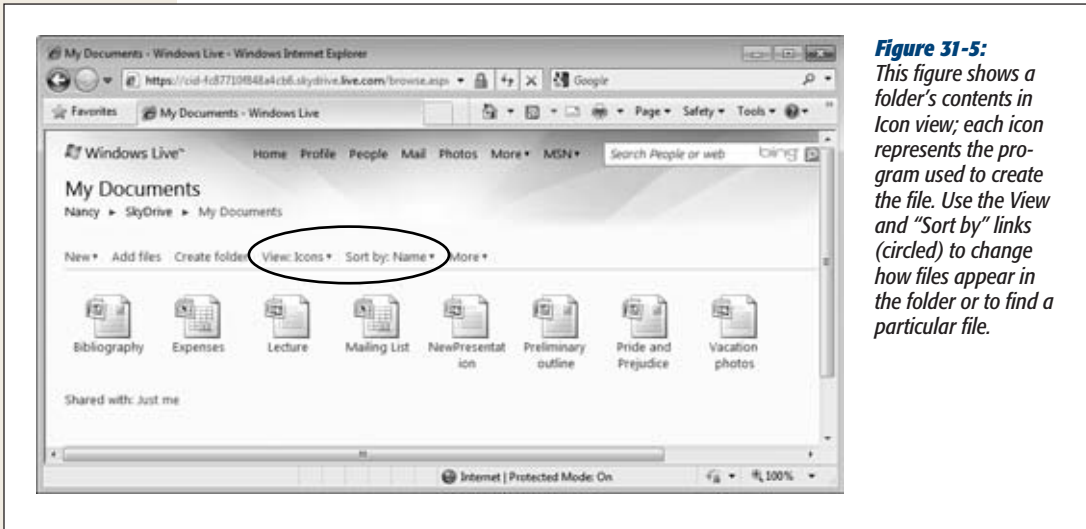 My Documents - Windows Live - Windows Internet Explorer
https://cid-fc87710f848a4cb6.skydrive.live.com/browse.aspx
Google
Favorites My Documents - Windows Live Page Safety Tools
Windows Live Home Profile People Mail Photos More MSN Search People or web bing
My Documents
Nancy ▸ SkyDrive ▸ My Documents
New Add files Create folder View: Icons Sort by: Name More
Bibliography Expenses Lecture Mailing List NewPresentat Preliminary Pride and Vacation
ion outline Prejudice photos
Shared with: Just me
Internet | Protected Mode: On 100%
Figure 31-5:
This figure shows a
folder’s contents in
Icon view; each icon
represents the pro-
gram used to create
the file. Use the View
and “Sort by” links
(circled) to change
how files appear in
the folder or to find a
particular file.